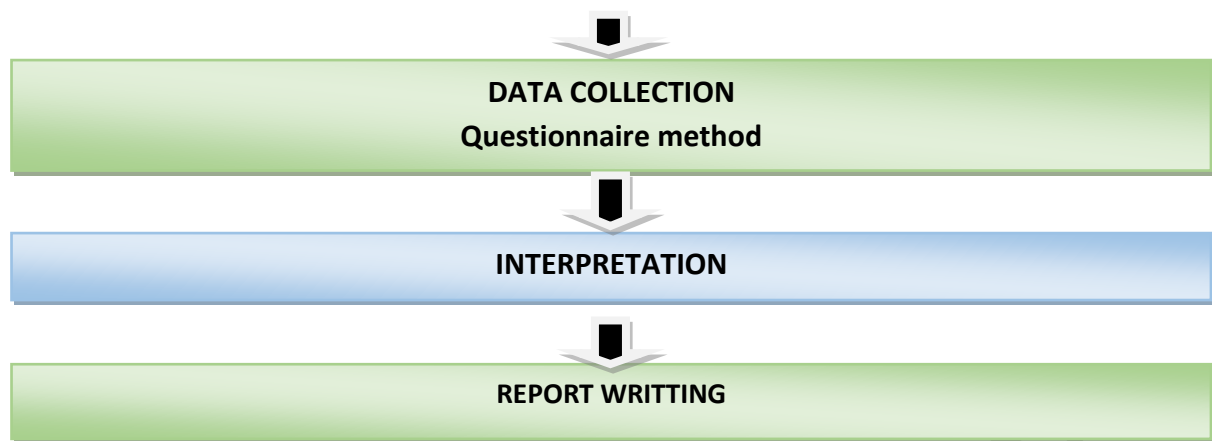 DATA COLLECTION
Questionnaire method
INTERPRETATION
REPORT WRITTING